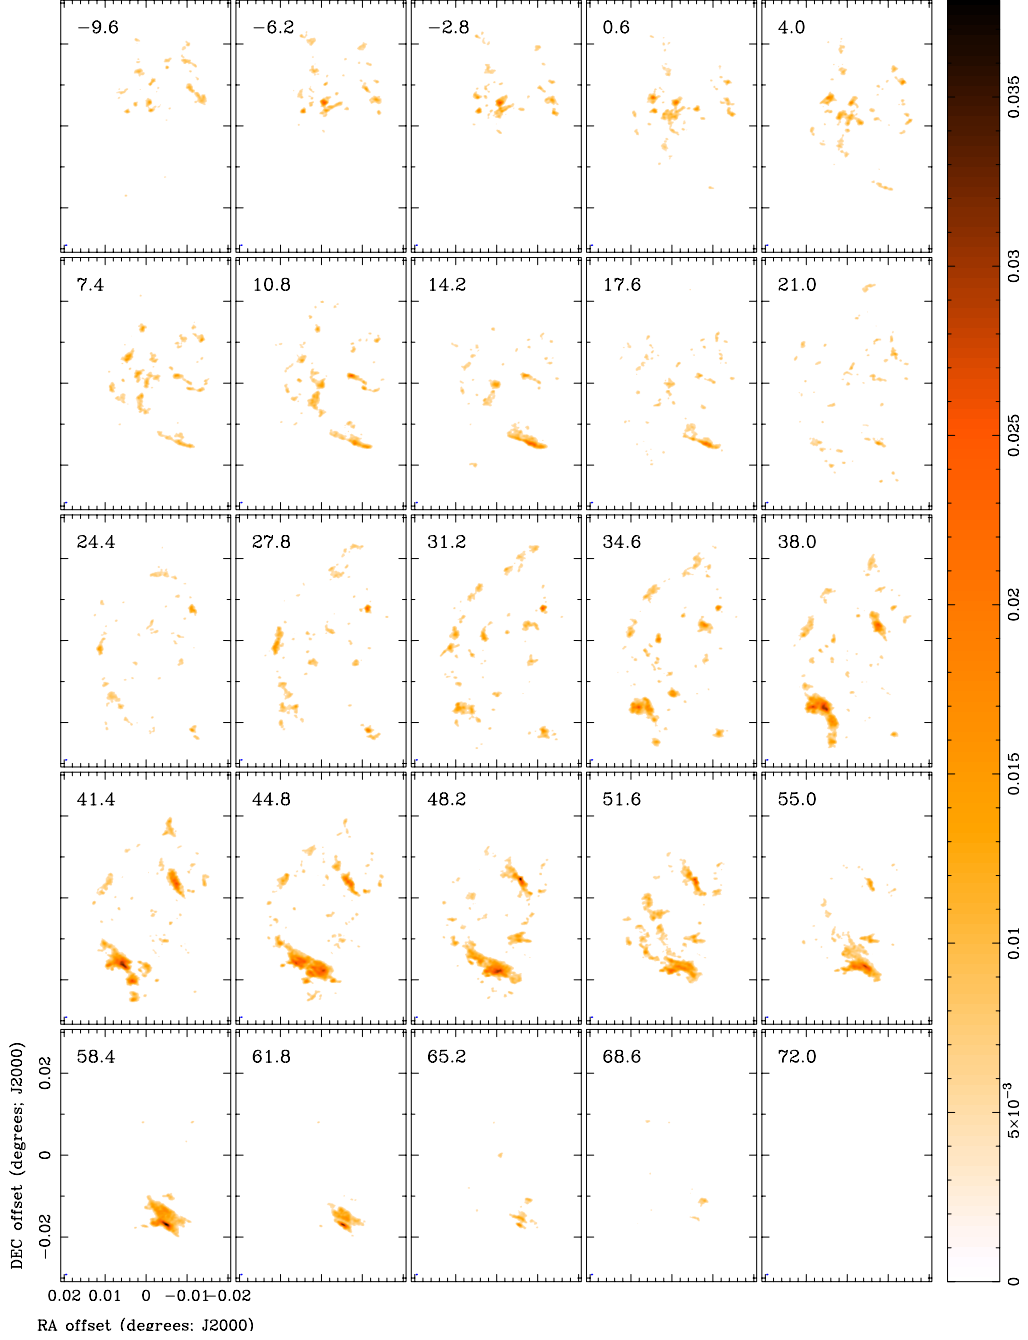 −9.6 −6.2 −2.8 0.6 4.0
7.4 10.8 14.2 17.6 21.0
24.4 27.8 31.2 34.6 38.0
41.4 44.8 48.2 51.6 55.0
58.4 61.8 65.2 68.6 72.0
0.02
0
−0.02
DEC offset (degrees; J2000)
0.02 0.01 0 −0.01 −0.02
RA offset (degrees; J2000)
0.035
0.03
0.025
0.02
0.015
0.01
5×10⁻³
0